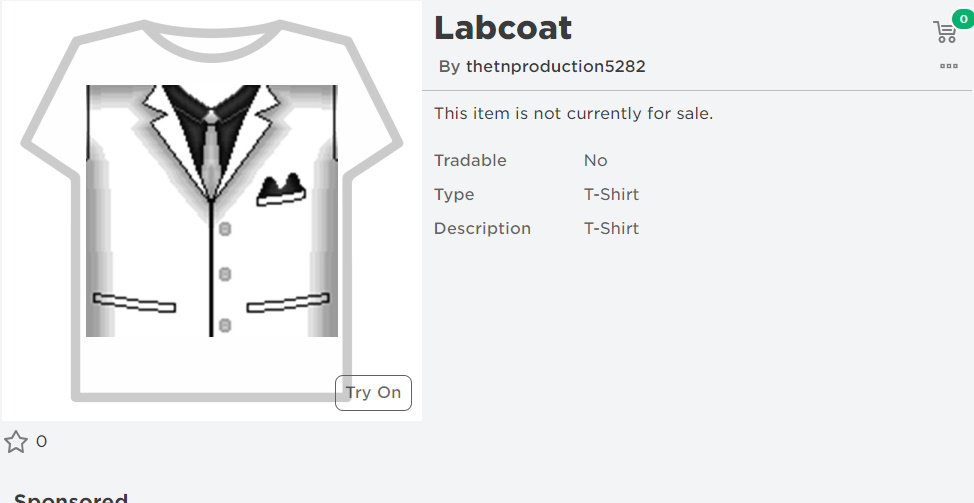 Labcoat
0
By thetnproduction5282
This item is not currently for sale.
Tradable No
Type T-Shirt
Description T-Shirt
Try On
0
Sponsored